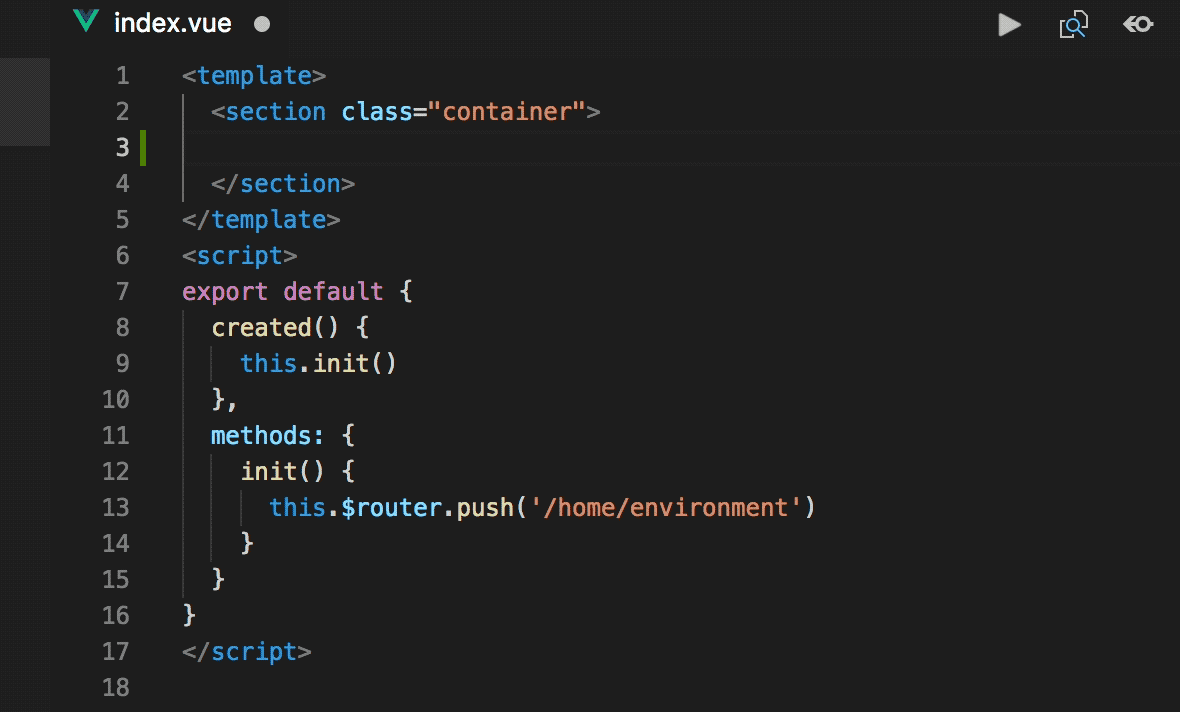 index.vue
1 <template>
2   <section class="container">
3
4   </section>
5 </template>
6 <script>
7 export default {
8   created() {
9     this.init()
10   },
11   methods: {
12     init() {
13       this.$router.push('/home/environment')
14     }
15   }
16 }
17 </script>
18